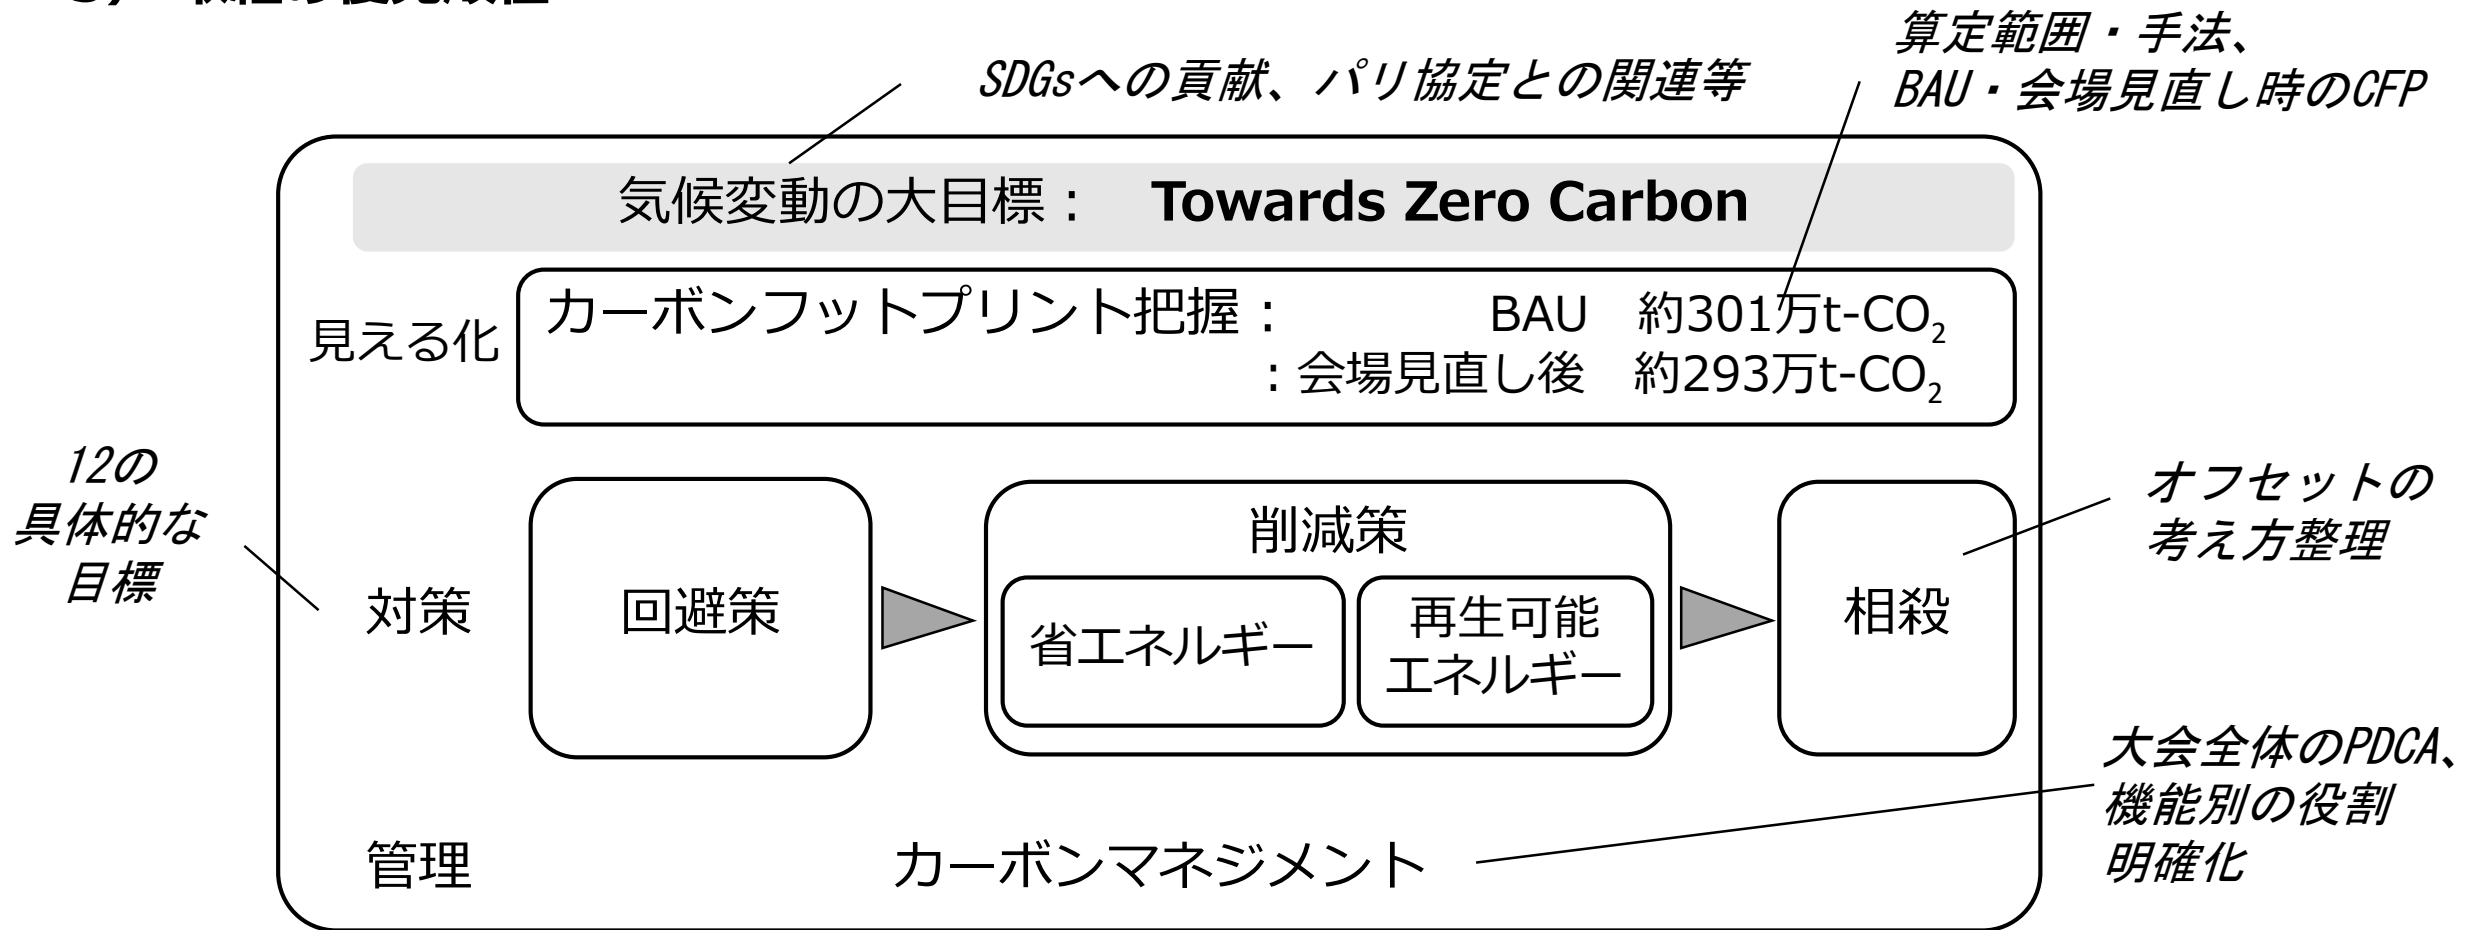 算定範囲・手法、
BAU・会場見直し時のCFP
SDGsへの貢献、パリ協定との関連等
気候変動の大目標： Towards Zero Carbon
見える化
カーボンフットプリント把握： BAU 約301万t-CO2
：会場見直し後 約293万t-CO2
12の
具体的な
目標
対策
回避策
削減策
省エネルギー
再生可能
エネルギー
相殺
オフセットの
考え方整理
管理
カーボンマネジメント
大会全体のPDCA、
機能別の役割
明確化